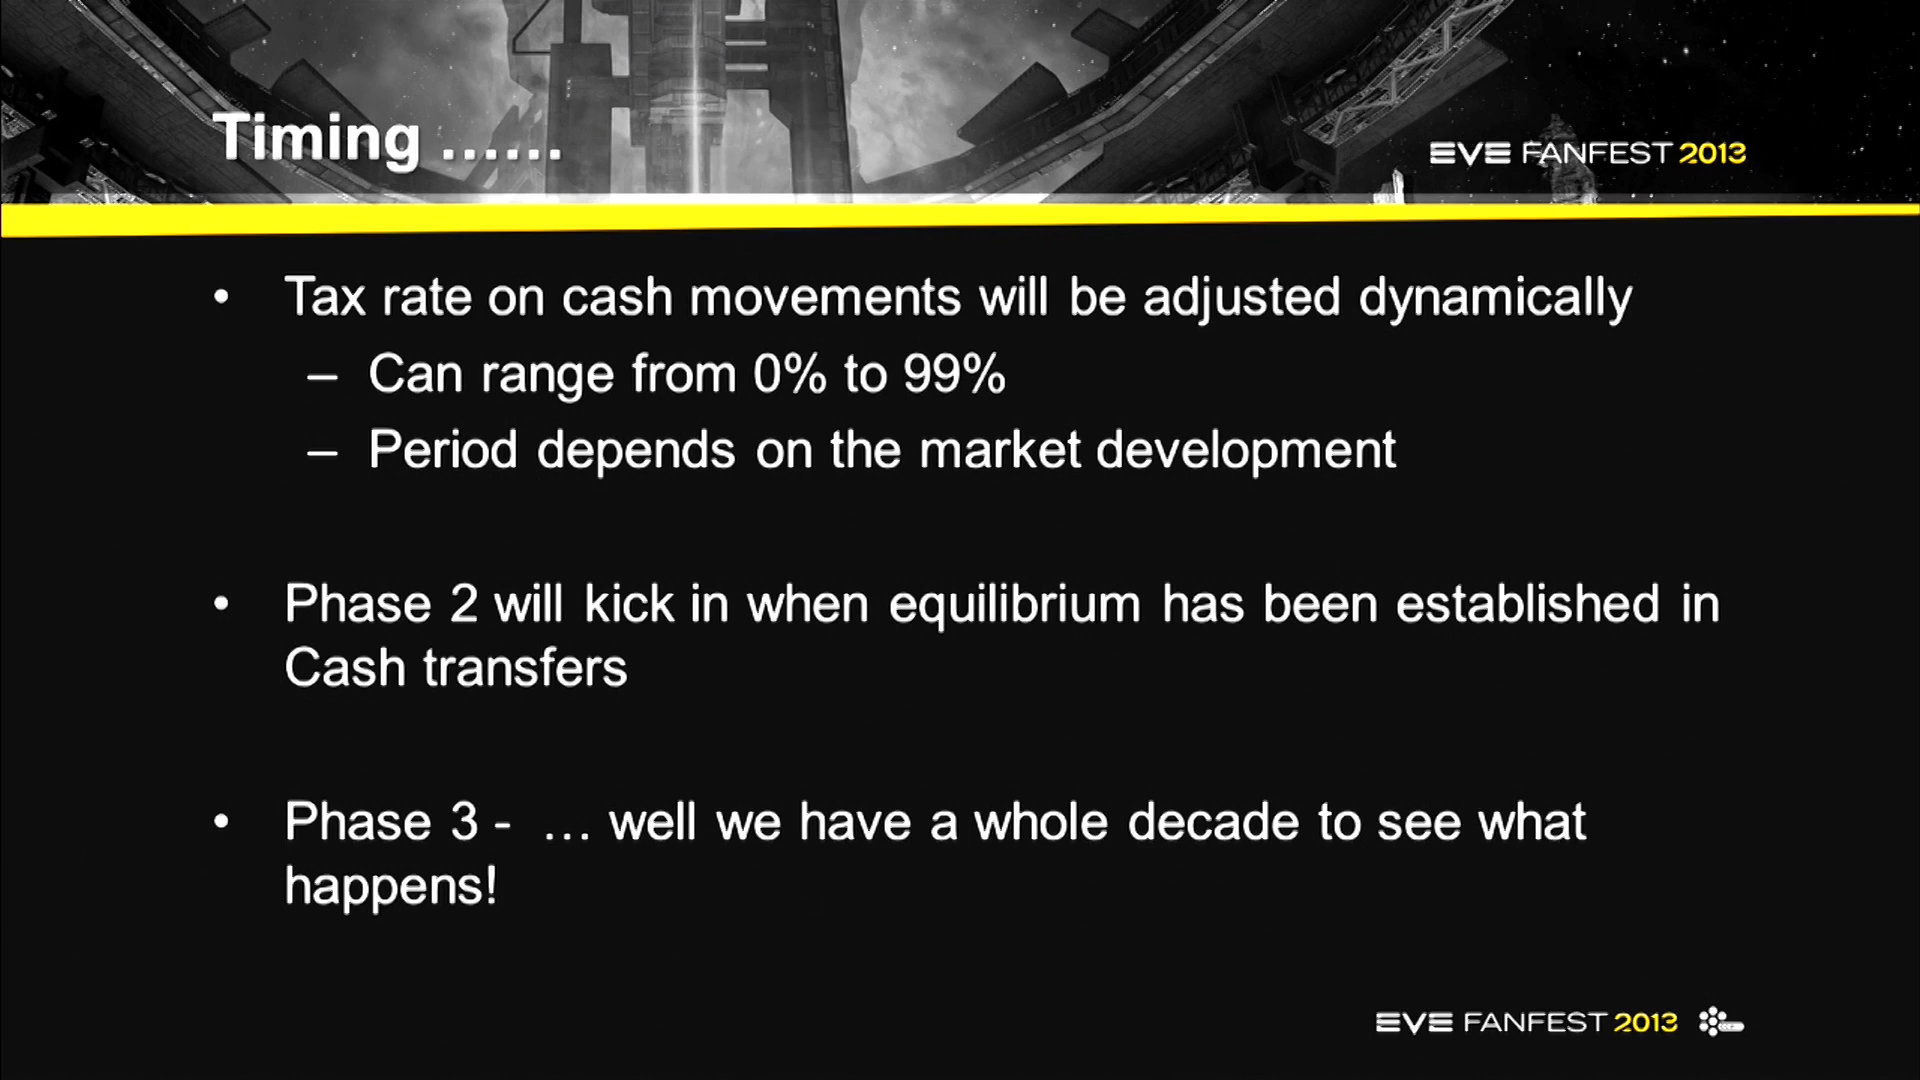 Timing ......
EVE FANFEST 2013
• Tax rate on cash movements will be adjusted dynamically
– Can range from 0% to 99%
– Period depends on the market development
• Phase 2 will kick in when equilibrium has been established in
Cash transfers
• Phase 3 - … well we have a whole decade to see what
happens!
EVE FANFEST 2013